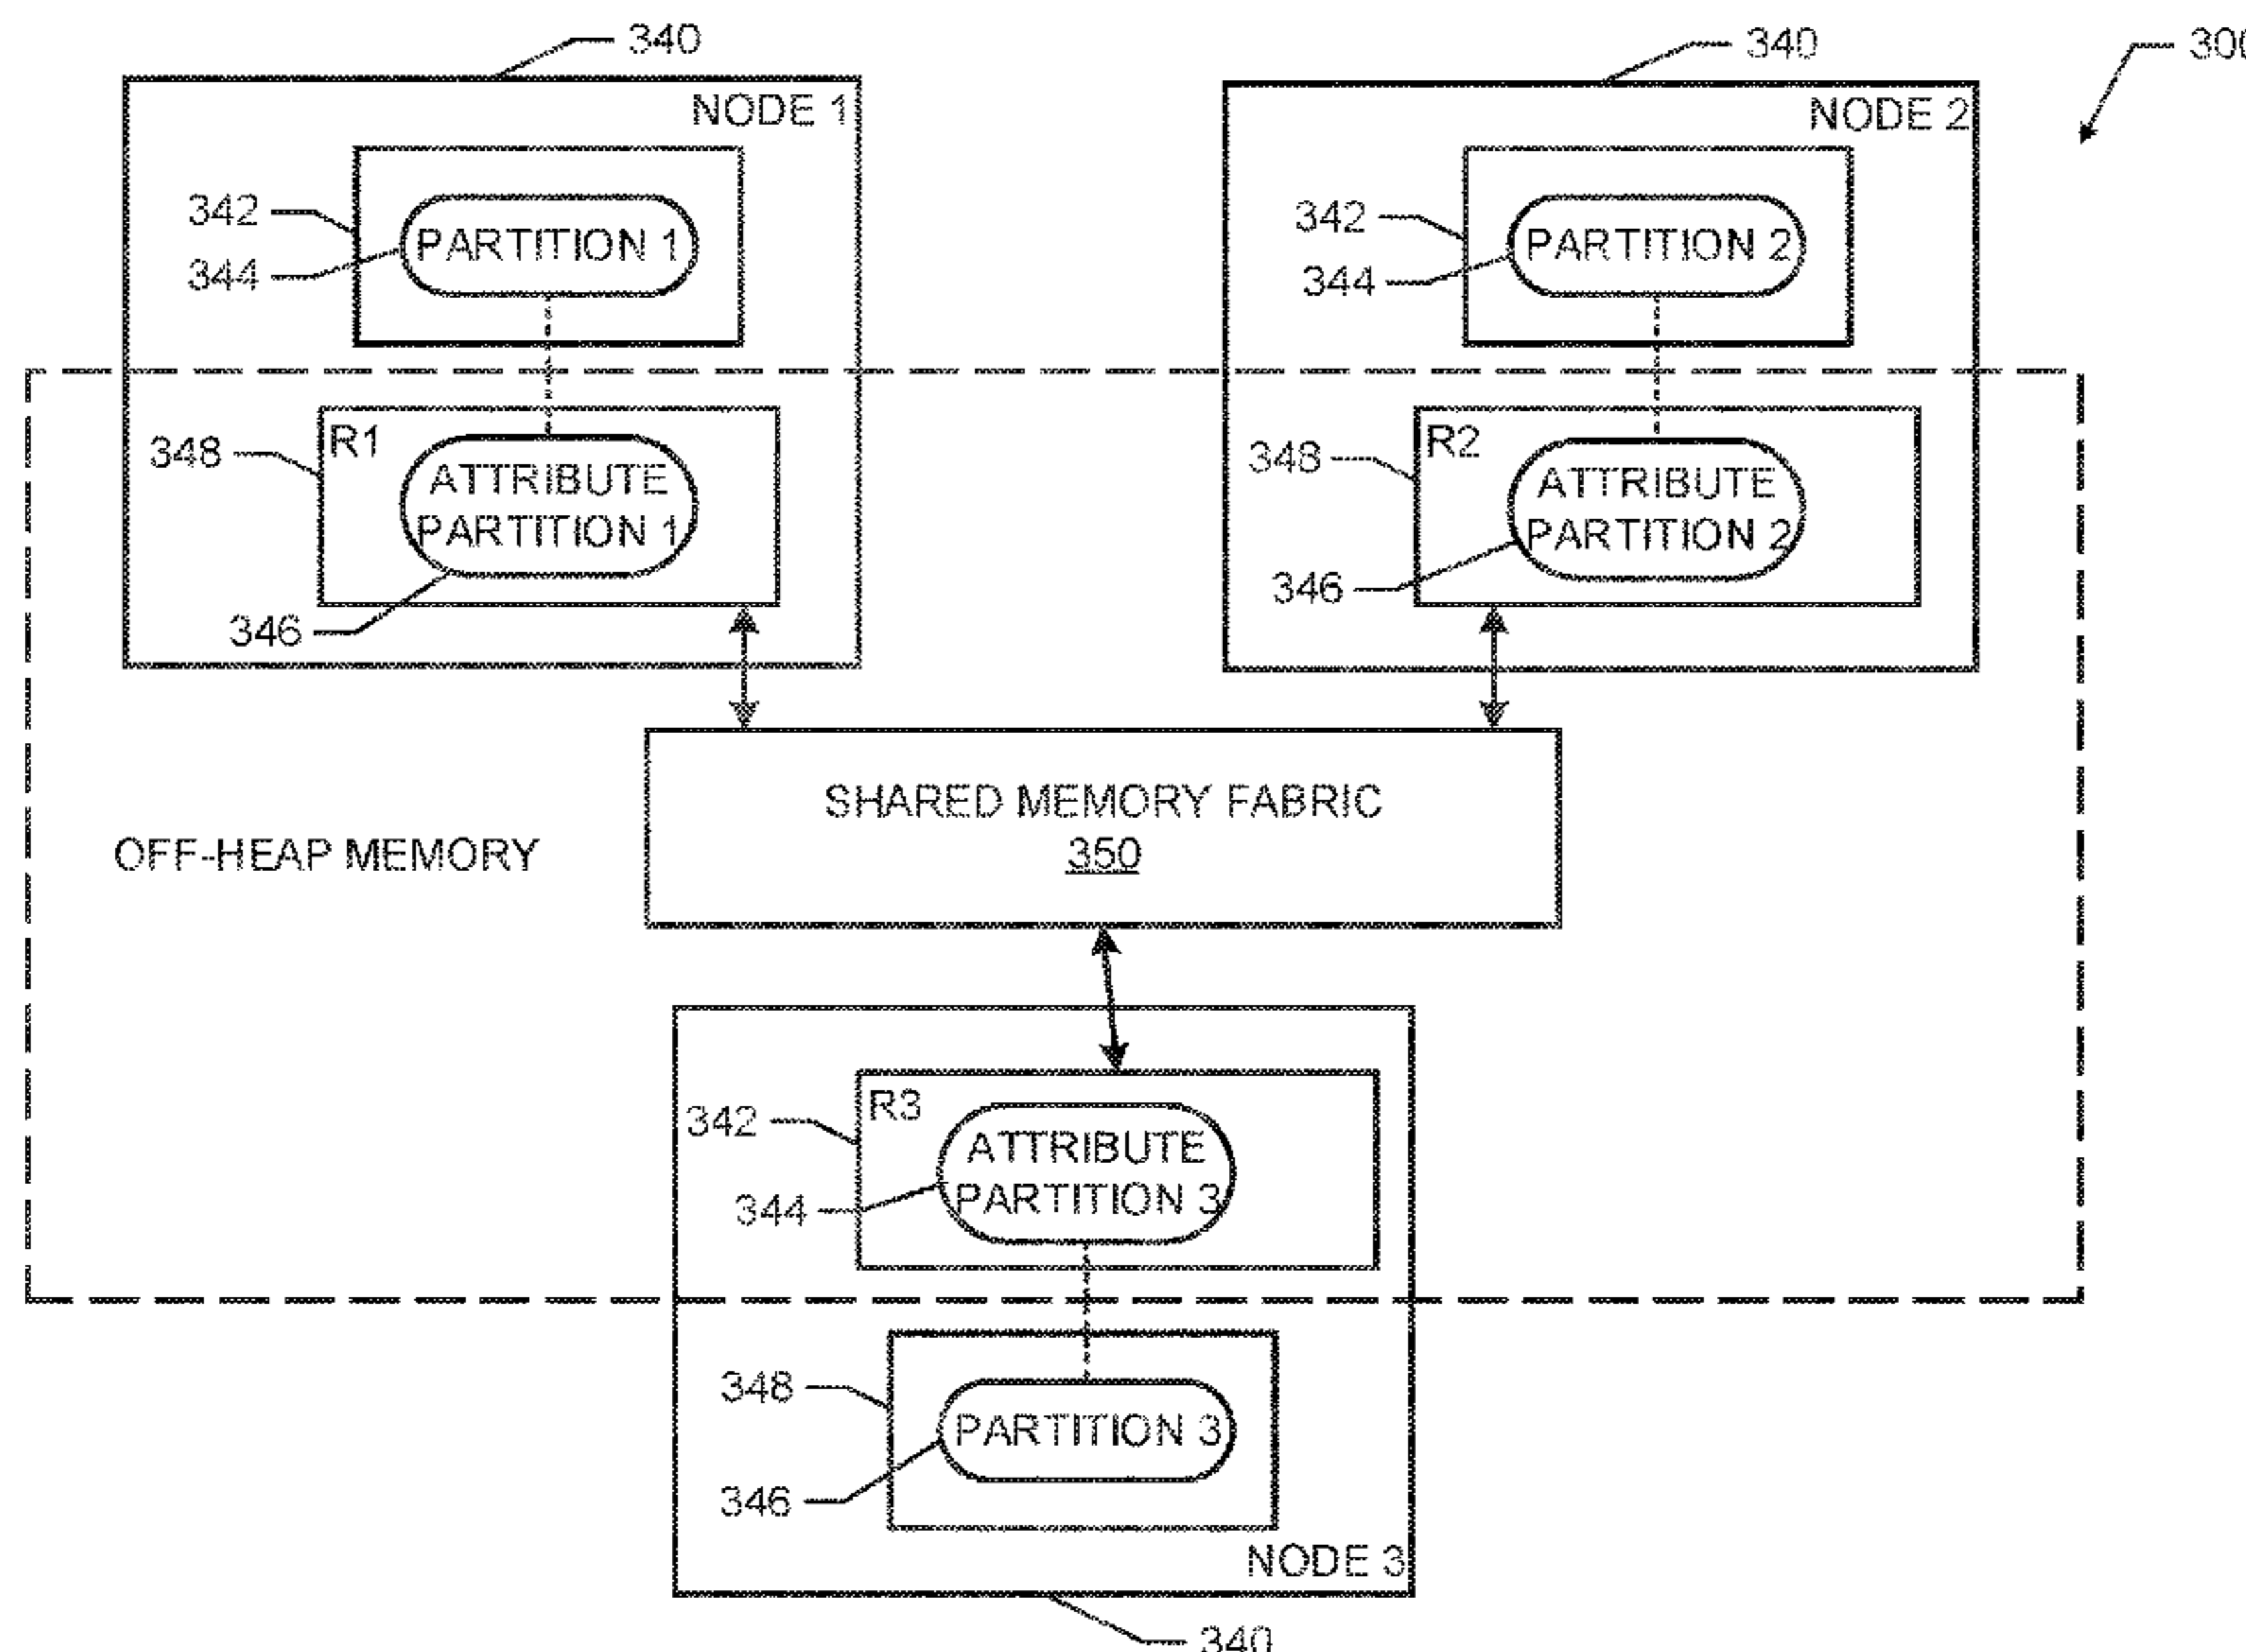 340
340
300
NODE 1
NODE 2
342
PARTITION 1
344
342
PARTITION 2
344
348
R1
ATTRIBUTE
PARTITION 1
346
348
R2
ATTRIBUTE
PARTITION 2
346
SHARED MEMORY FABRIC
350
OFF-HEAP MEMORY
342
R3
ATTRIBUTE
PARTITION 3
344
348
PARTITION 3
346
NODE 3
340